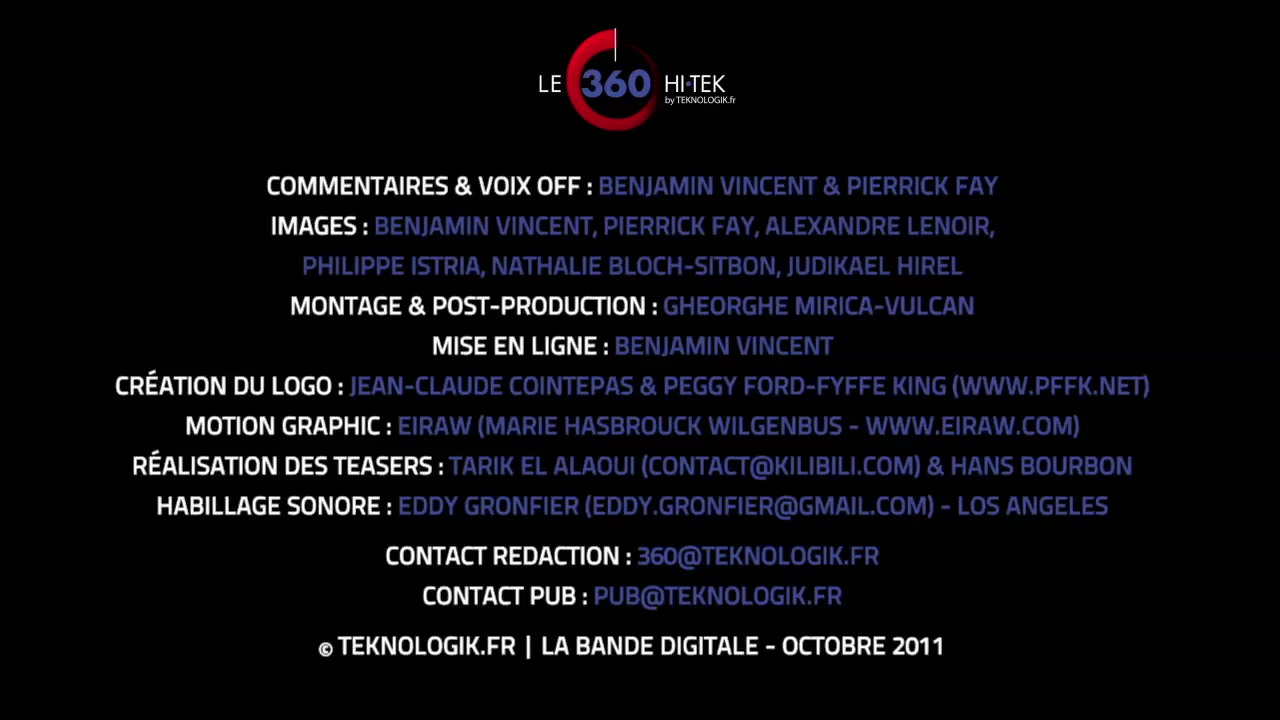 LE 360 HI•TEK
by TEKNOLOGIK.fr
COMMENTAIRES & VOIX OFF : BENJAMIN VINCENT & PIERRICK FAY
IMAGES : BENJAMIN VINCENT, PIERRICK FAY, ALEXANDRE LENOIR,
PHILIPPE ISTRIA, NATHALIE BLOCH-SITBON, JUDIKAEL HIREL
MONTAGE & POST-PRODUCTION : GHEORGHE MIRICA-VULCAN
MISE EN LIGNE : BENJAMIN VINCENT
CRÉATION DU LOGO : JEAN-CLAUDE COINTEPAS & PEGGY FORD-FYFFE KING (WWW.PFFK.NET)
MOTION GRAPHIC : EIRAW (MARIE HASBROUCK WILGENBUS - WWW.EIRAW.COM)
RÉALISATION DES TEASERS : TARIK EL ALAOUI (CONTACT@KILIBILI.COM) & HANS BOURBON
HABILLAGE SONORE : EDDY GRONFIER (EDDY.GRONFIER@GMAIL.COM) - LOS ANGELES
CONTACT REDACTION : 360@TEKNOLOGIK.FR
CONTACT PUB : PUB@TEKNOLOGIK.FR
© TEKNOLOGIK.FR | LA BANDE DIGITALE - OCTOBRE 2011